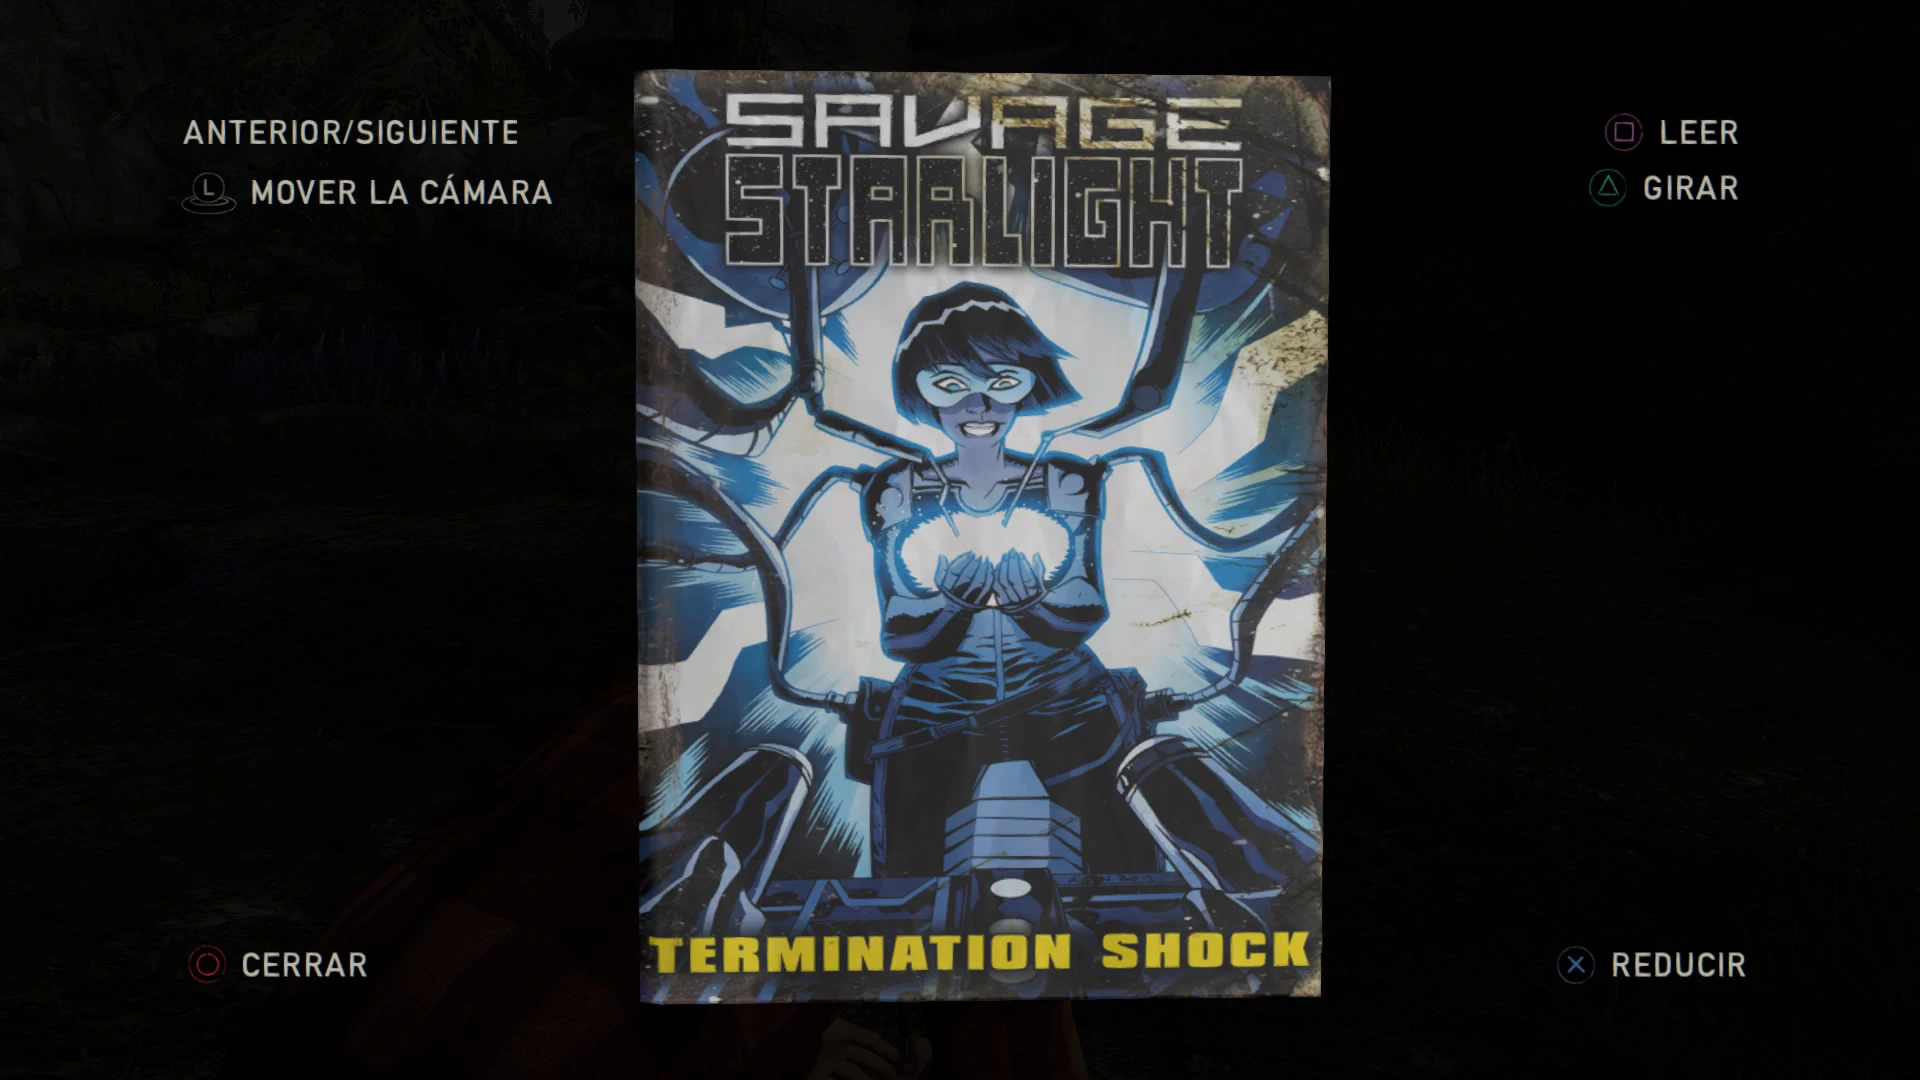 ANTERIOR/SIGUIENTE
L MOVER LA CÁMARA
LEER
GIRAR
SAVAGE
STARLIGHT
TERMINATION SHOCK
CERRAR
REDUCIR